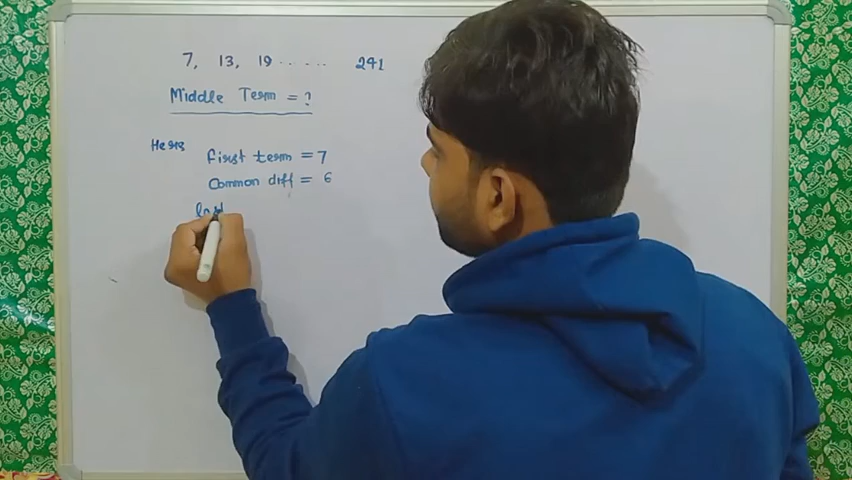 7, 13, 19 ...... 241
Middle Term = ?
Here
first term = 7
Common diff = 6